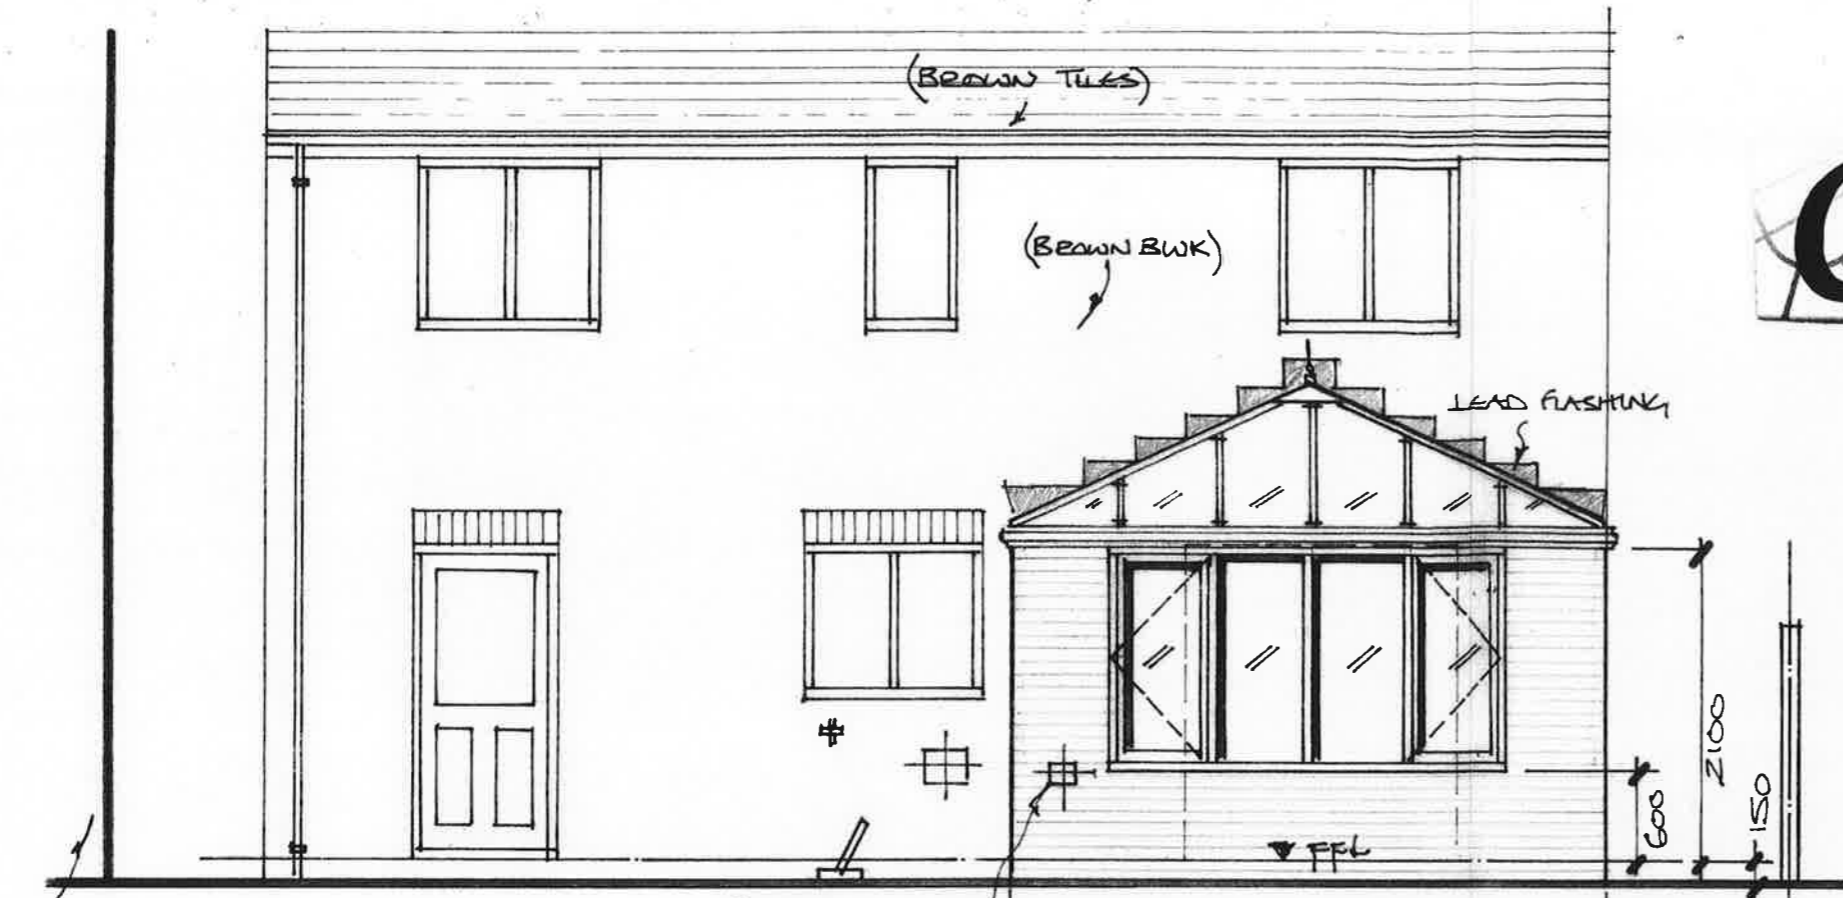 (BROWN TILES)
(BROWN BWK)
LEAD FLASHING
2100
600
150
FFL